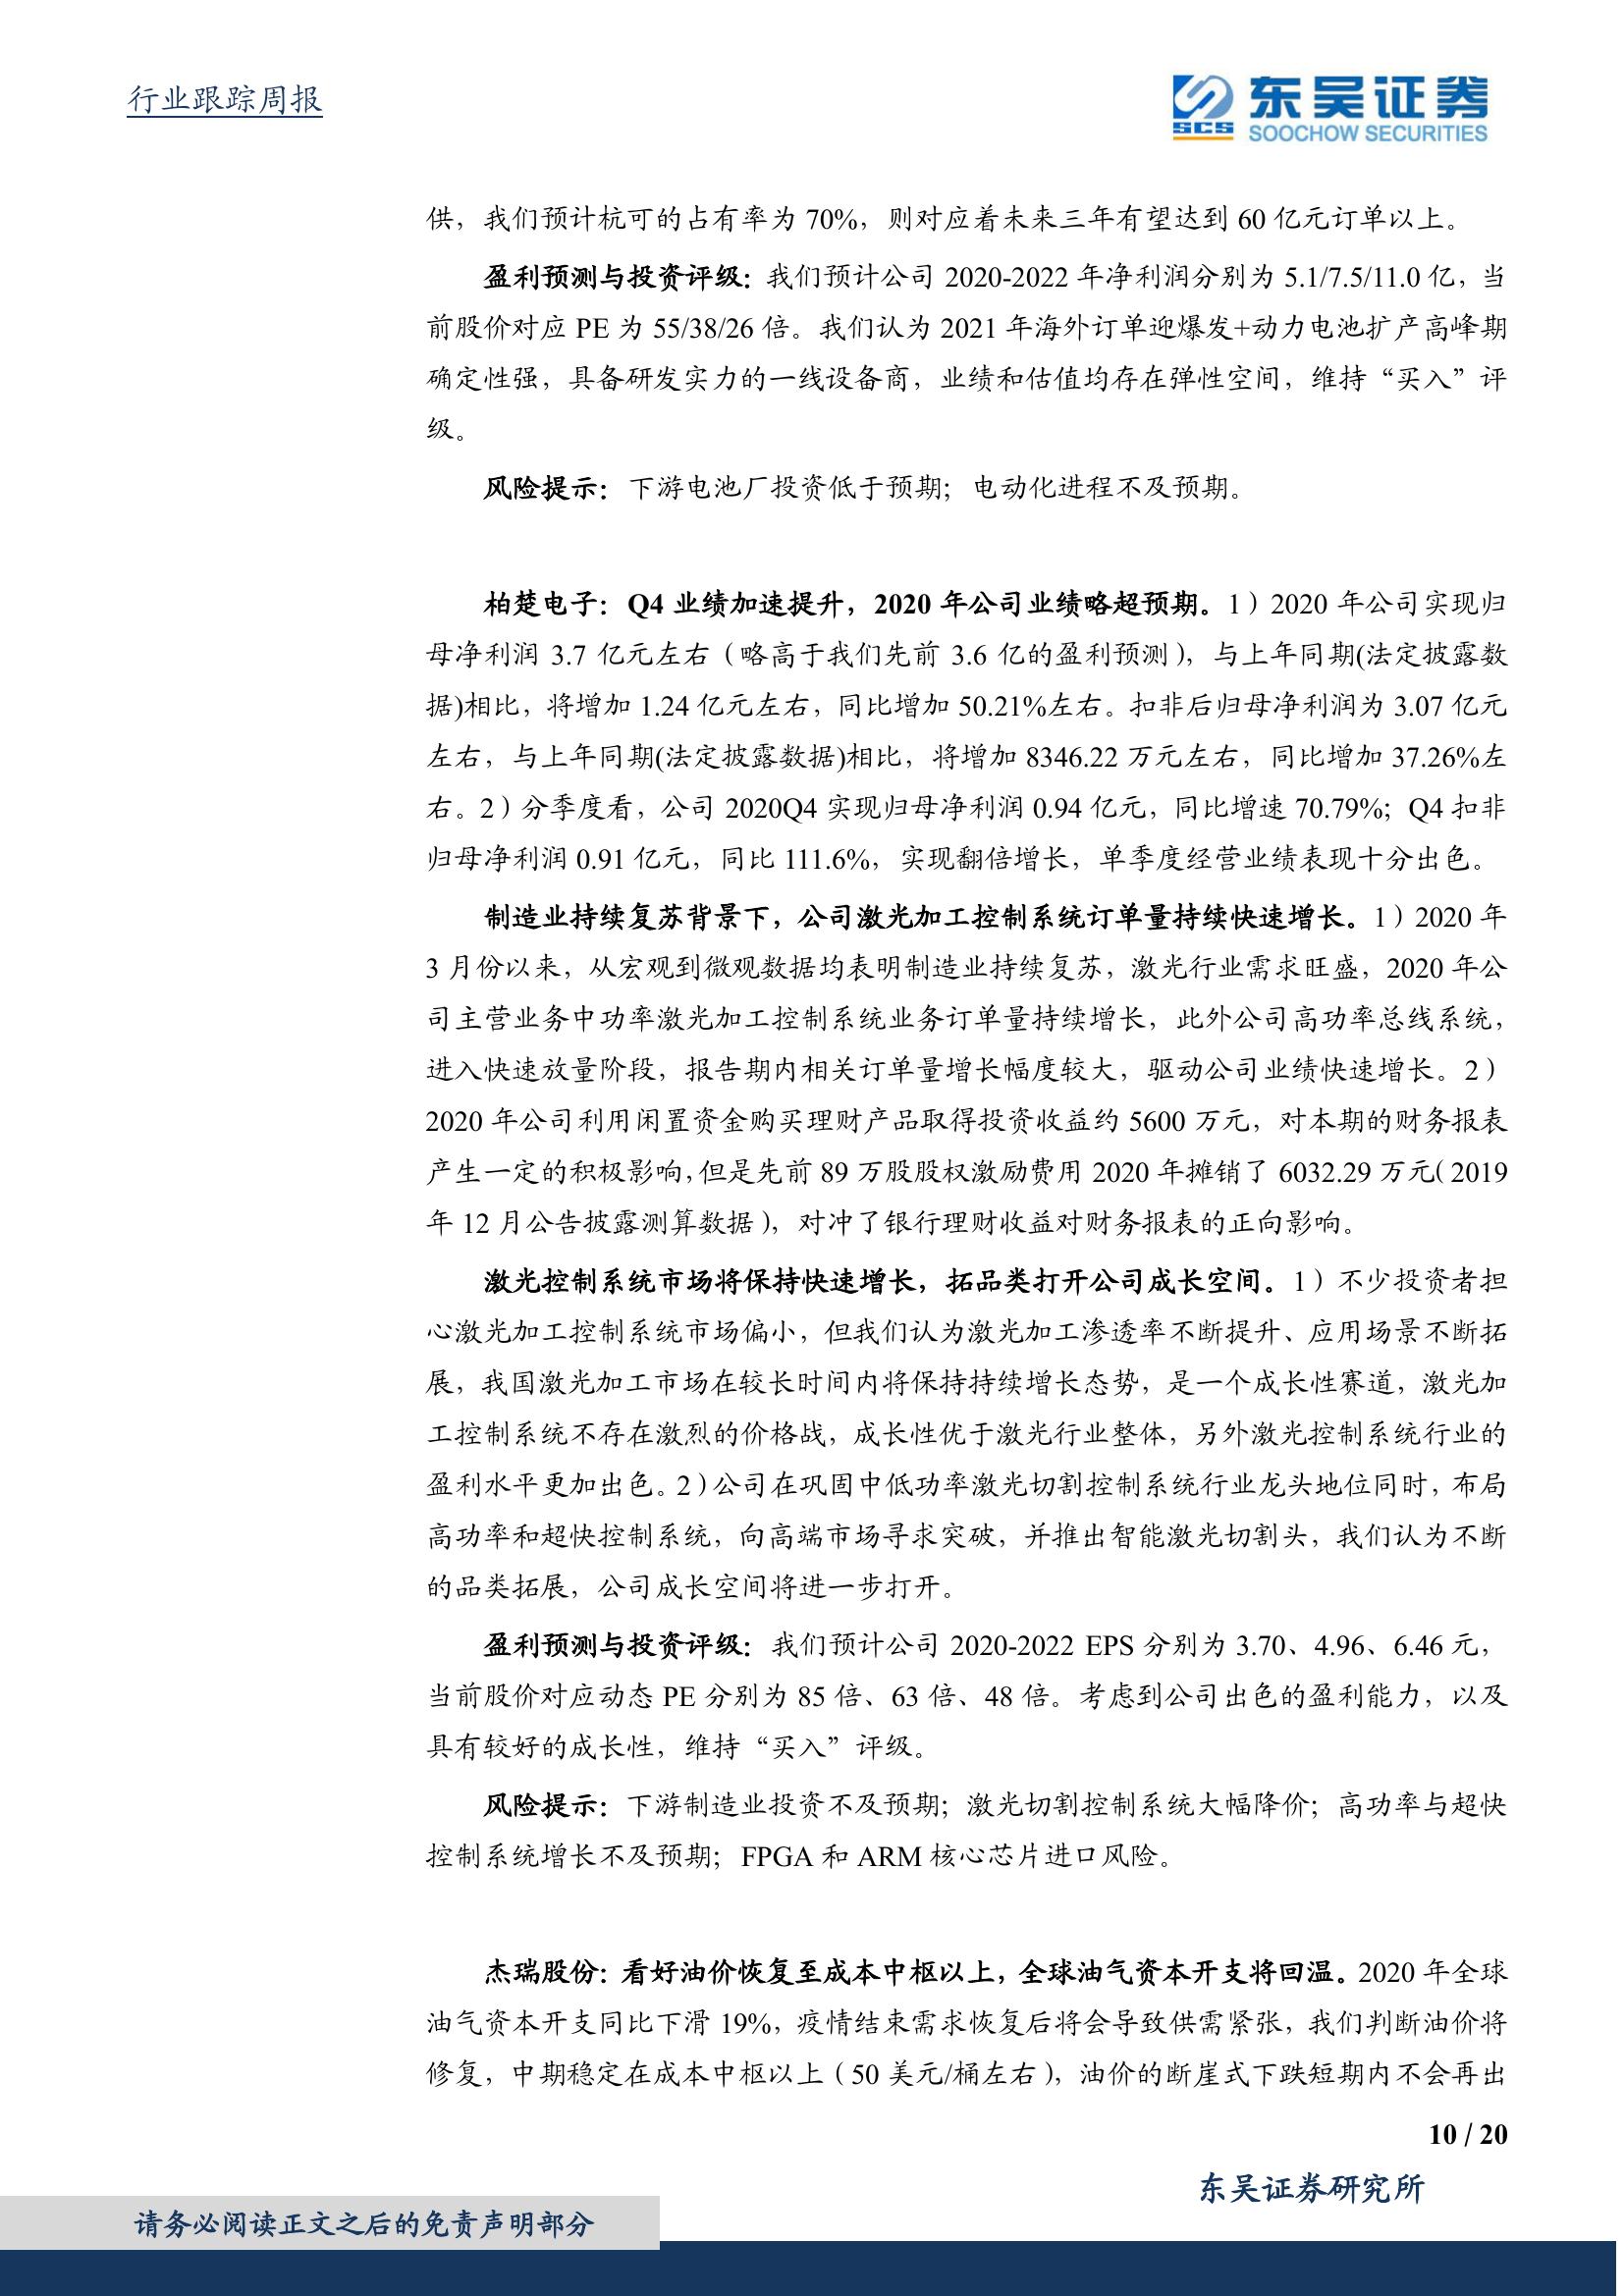 行业跟踪周报
SCS
东吴证券
SOOCHOW SECURITIES
供，我们预计杭可的占有率为 70%，则对应着未来三年有望达到 60 亿元订单以上。
盈利预测与投资评级：我们预计公司 2020-2022 年净利润分别为 5.1/7.5/11.0 亿，当
前股价对应 PE 为 55/38/26 倍。我们认为 2021 年海外订单迎爆发+动力电池扩产高峰期
确定性强，具备研发实力的一线设备商，业绩和估值均存在弹性空间，维持“买入”评
级。
风险提示：下游电池厂投资低于预期；电动化进程不及预期。
柏楚电子：Q4 业绩加速提升，2020 年公司业绩略超预期。1）2020 年公司实现归
母净利润 3.7 亿元左右（略高于我们先前 3.6 亿的盈利预测），与上年同期(法定披露数
据)相比，将增加 1.24 亿元左右，同比增加 50.21%左右。扣非后归母净利润为 3.07 亿元
左右，与上年同期(法定披露数据)相比，将增加 8346.22 万元左右，同比增加 37.26%左
右。2）分季度看，公司 2020Q4 实现归母净利润 0.94 亿元，同比增速 70.79%；Q4 扣非
归母净利润 0.91 亿元，同比 111.6%，实现翻倍增长，单季度经营业绩表现十分出色。
制造业持续复苏背景下，公司激光加工控制系统订单量持续快速增长。1）2020 年
3 月份以来，从宏观到微观数据均表明制造业持续复苏，激光行业需求旺盛，2020 年公
司主营业务中功率激光加工控制系统业务订单量持续增长，此外公司高功率总线系统，
进入快速放量阶段，报告期内相关订单量增长幅度较大，驱动公司业绩快速增长。2）
2020 年公司利用闲置资金购买理财产品取得投资收益约 5600 万元，对本期的财务报表
产生一定的积极影响，但是先前 89 万股股权激励费用 2020 年摊销了 6032.29 万元（2019
年 12 月公告披露测算数据），对冲了银行理财收益对财务报表的正向影响。
激光控制系统市场将保持快速增长，拓品类打开公司成长空间。1）不少投资者担
心激光加工控制系统市场偏小，但我们认为激光加工渗透率不断提升、应用场景不断拓
展，我国激光加工市场在较长时间内将保持持续增长态势，是一个成长性赛道，激光加
工控制系统不存在激烈的价格战，成长性优于激光行业整体，另外激光控制系统行业的
盈利水平更加出色。2）公司在巩固中低功率激光切割控制系统行业龙头地位同时，布局
高功率和超快控制系统，向高端市场寻求突破，并推出智能激光切割头，我们认为不断
的品类拓展，公司成长空间将进一步打开。
盈利预测与投资评级：我们预计公司 2020-2022 EPS 分别为 3.70、4.96、6.46 元，
当前股价对应动态 PE 分别为 85 倍、63 倍、48 倍。考虑到公司出色的盈利能力，以及
具有较好的成长性，维持“买入”评级。
风险提示：下游制造业投资不及预期；激光切割控制系统大幅降价；高功率与超快
控制系统增长不及预期；FPGA 和 ARM 核心芯片进口风险。
杰瑞股份：看好油价恢复至成本中枢以上，全球油气资本开支将回温。2020 年全球
油气资本开支同比下滑 19%，疫情结束需求恢复后将会导致供需紧张，我们判断油价将
修复，中期稳定在成本中枢以上（50 美元/桶左右），油价的断崖式下跌短期内不会再出
10 / 20
东吴证券研究所
请务必阅读正文之后的免责声明部分